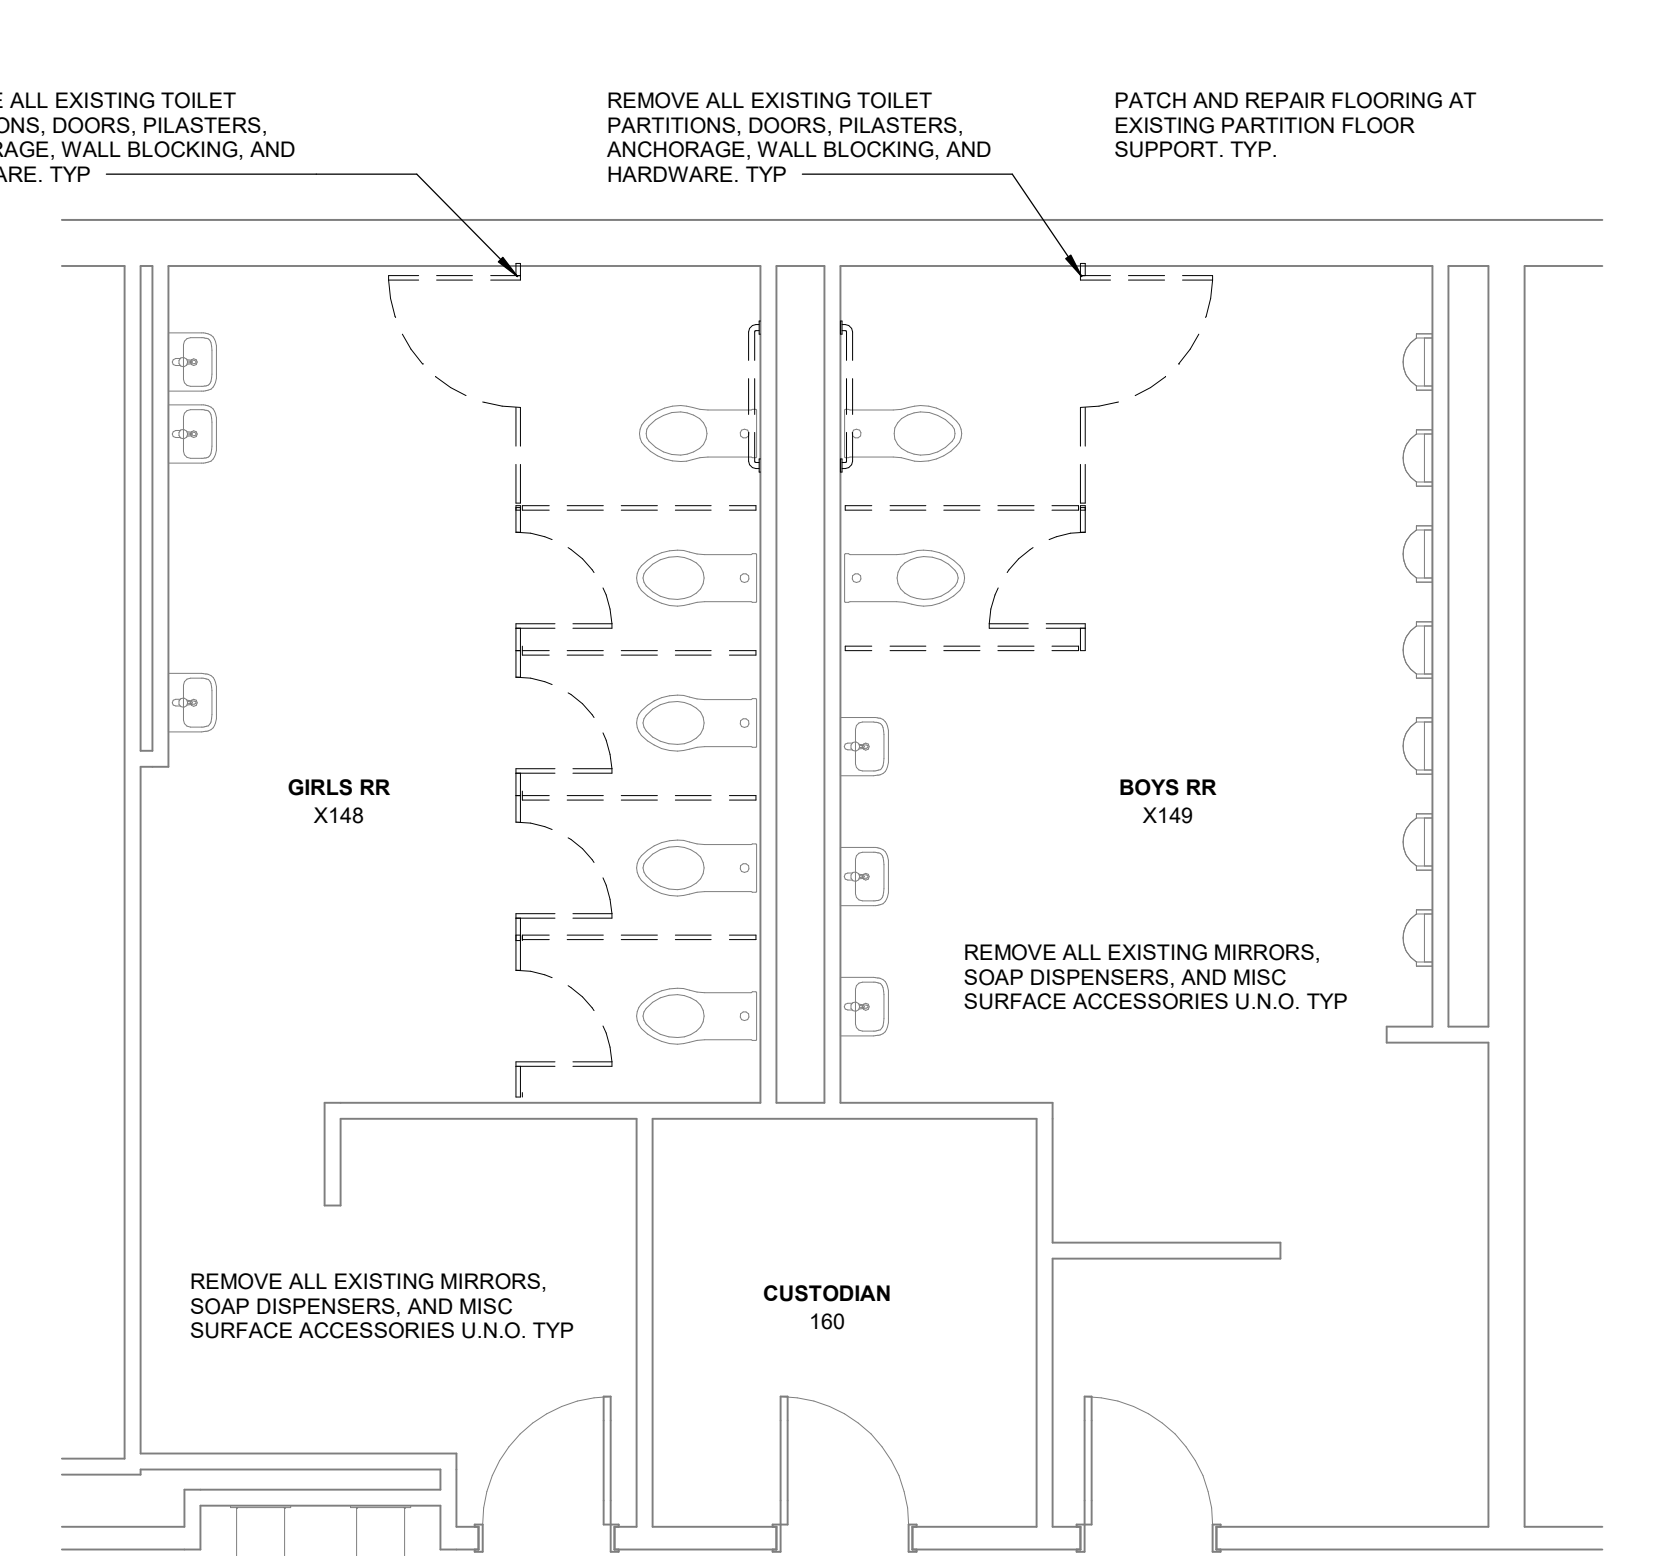 ALL EXISTING TOILET
ONS, DOORS, PILASTERS,
RAGE, WALL BLOCKING, AND
ARE. TYP
REMOVE ALL EXISTING TOILET
PARTITIONS, DOORS, PILASTERS,
ANCHORAGE, WALL BLOCKING, AND
HARDWARE. TYP
PATCH AND REPAIR FLOORING AT
EXISTING PARTITION FLOOR
SUPPORT. TYP.
GIRLS RR
X148
BOYS RR
X149
REMOVE ALL EXISTING MIRRORS,
SOAP DISPENSERS, AND MISC
SURFACE ACCESSORIES U.N.O. TYP
REMOVE ALL EXISTING MIRRORS,
SOAP DISPENSERS, AND MISC
SURFACE ACCESSORIES U.N.O. TYP
CUSTODIAN
160